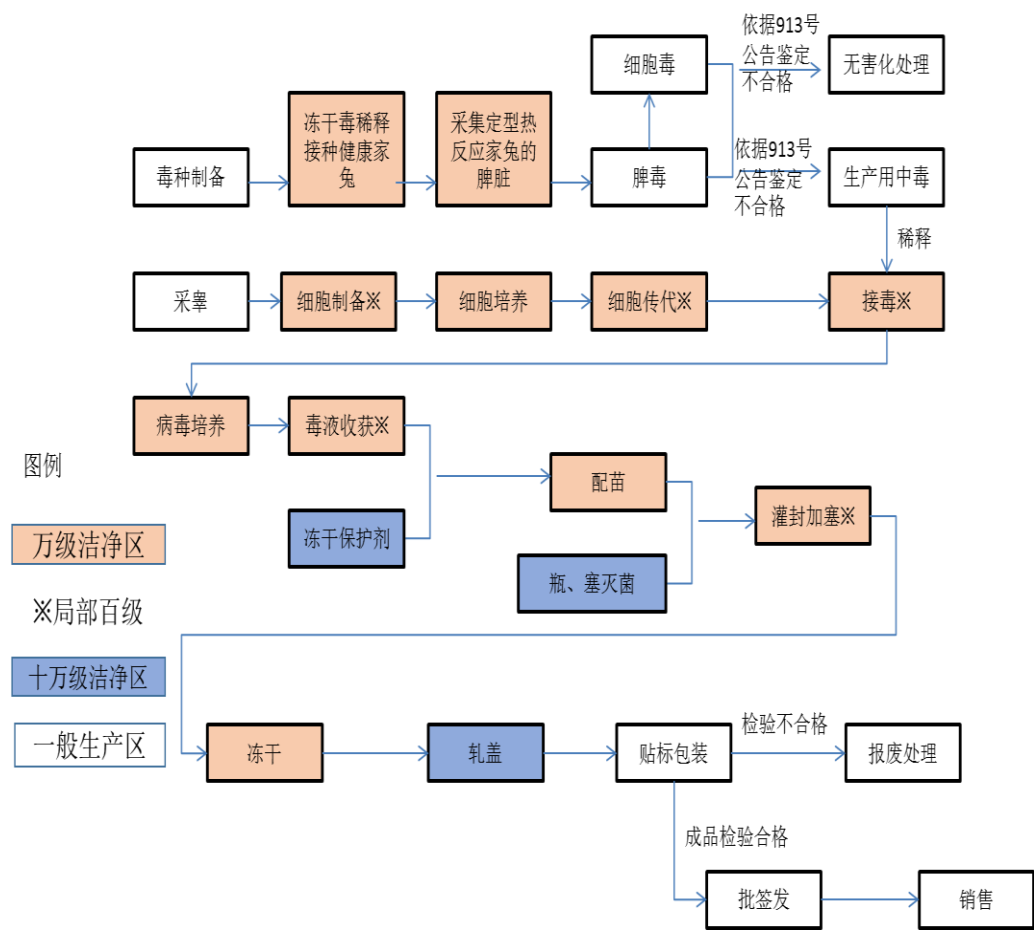 依据913号
公告鉴定
不合格
细胞毒
无害化处理
冻干毒稀释
接种健康家
兔
采集定型热
反应家兔的
脾脏
毒种制备
脾毒
依据913号
公告鉴定
不合格
生产用中毒
稀释
采睾
细胞制备※
细胞培养
细胞传代※
接毒※
病毒培养
毒液收获※
图例
配苗
冻干保护剂
灌封加塞※
万级洁净区
瓶、塞灭菌
※局部百级
十万级洁净区
一般生产区
冻干
轧盖
贴标包装
检验不合格
报废处理
成品检验合格
批签发
销售